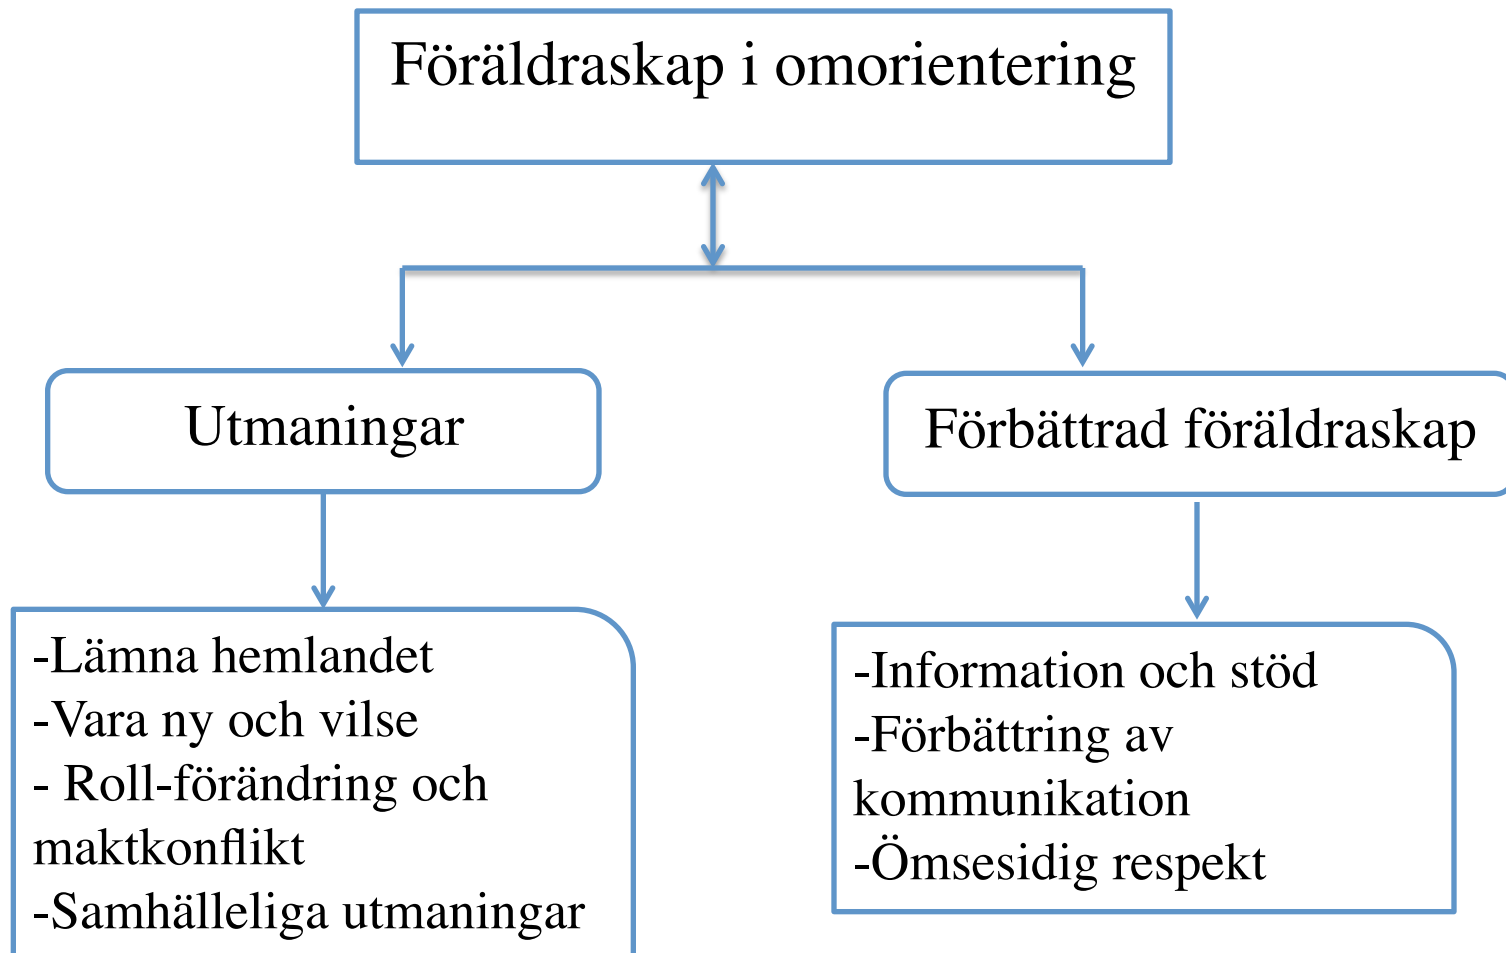 Föräldraskap i omorientering
Utmaningar
Förbättrad föräldraskap
-Lämna hemlandet
-Vara ny och vilse
- Roll-förändring och
maktkonflikt
-Samhälleliga utmaningar
-Information och stöd
-Förbättring av
kommunikation
-Ömsesidig respekt